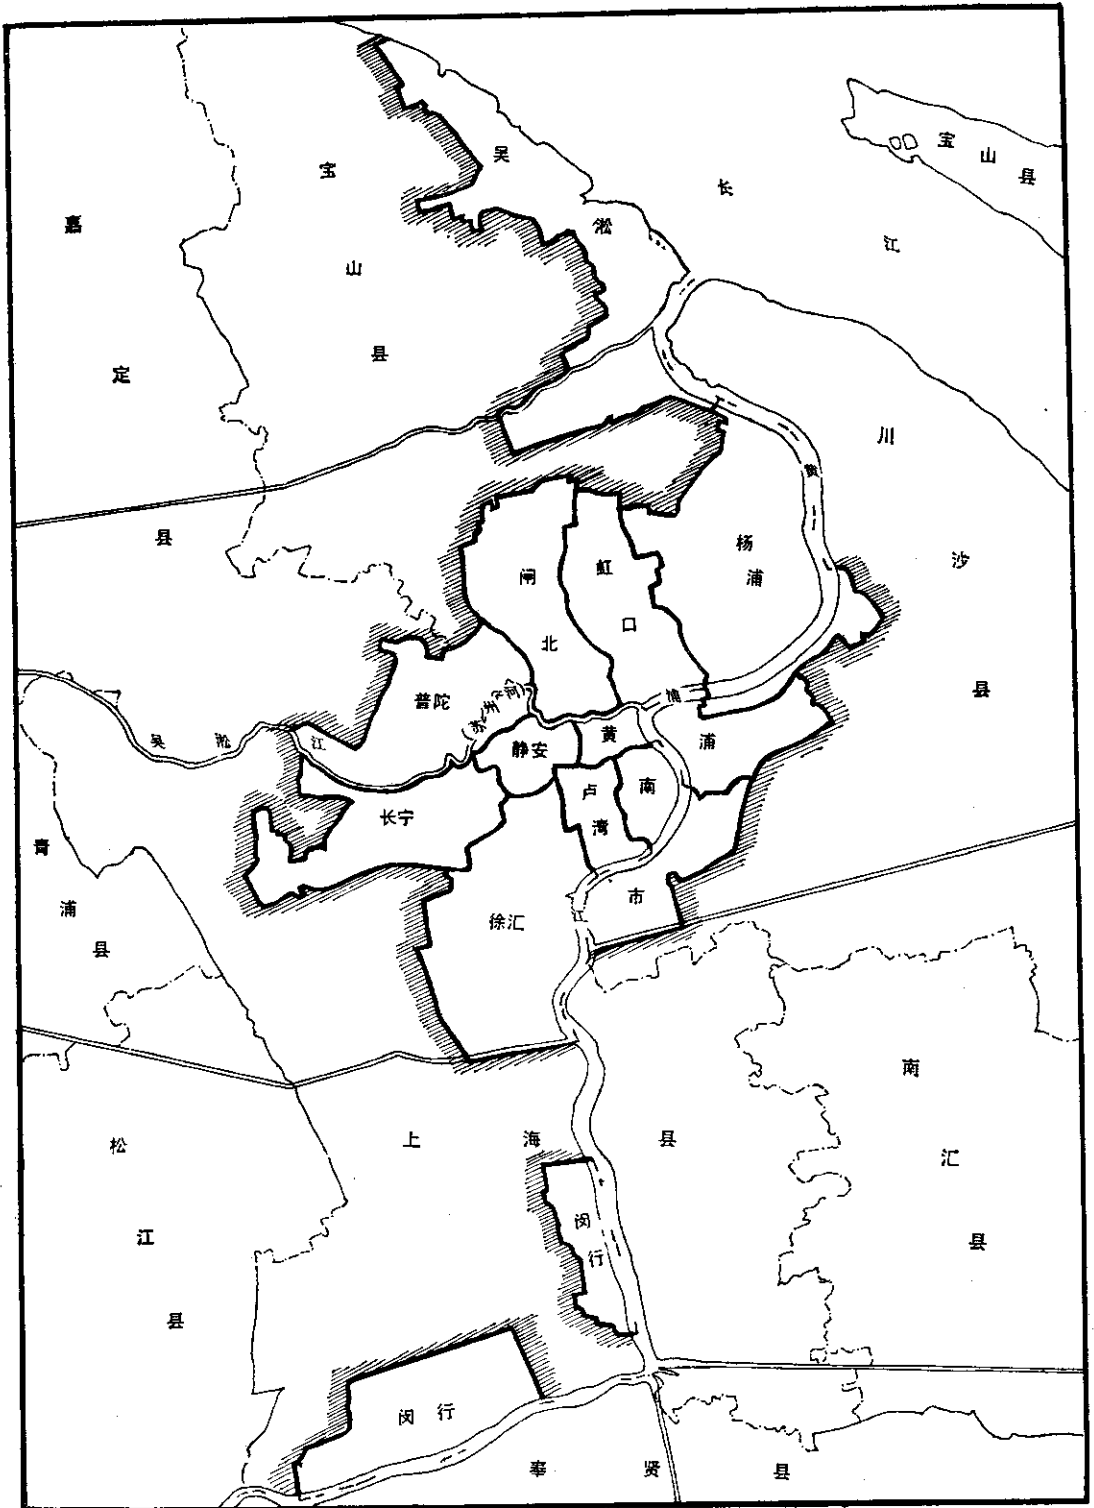 宝山县
长江
吴淞
宝山县
嘉定县
川沙县
黄浦江
杨浦
虹口
闸北
普陀
苏州河
吴淞江
静安
黄浦
长宁
卢湾
南市
徐汇
青浦县
上海县
南汇县
松江县
闵行
闵行
奉贤县